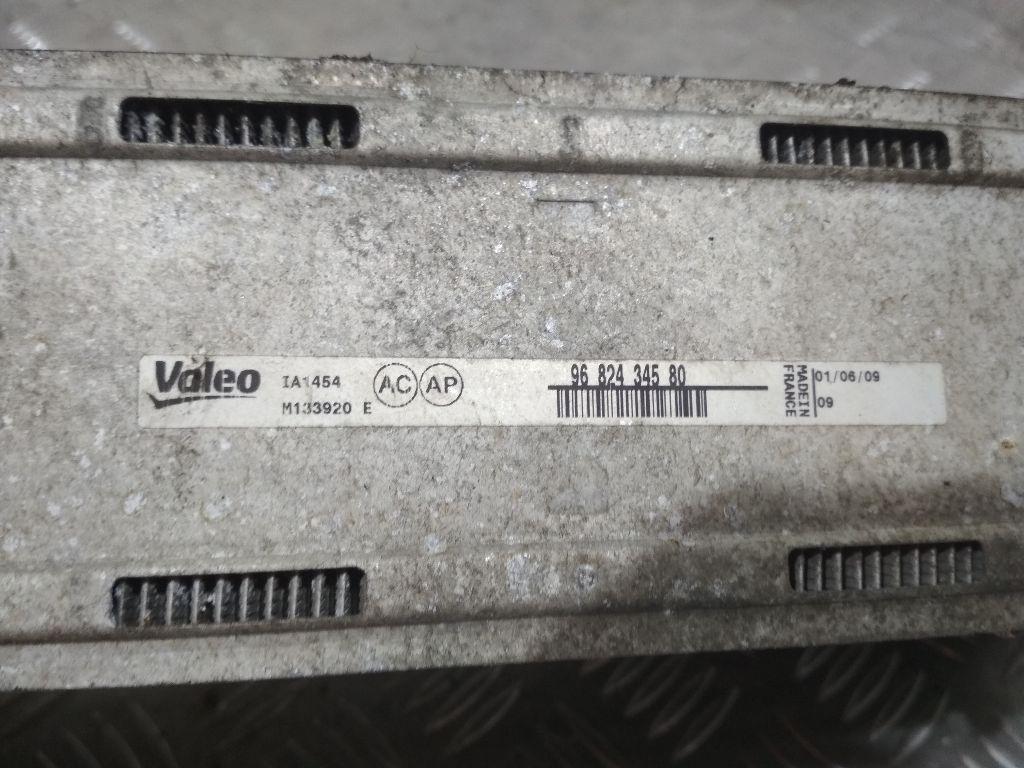 Valeo
IA1454
M133920 E
AC AP
96 824 345 80
MADE IN
FRANCE
01/06/09
09